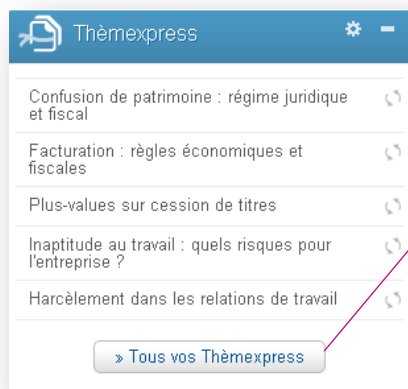 Thèmexpress
Confusion de patrimoine : régime juridique
et fiscal
Facturation : règles économiques et
fiscales
Plus-values sur cession de titres
Inaptitude au travail : quels risques pour
l'entreprise ?
Harcèlement dans les relations de travail
» Tous vos Thèmexpress